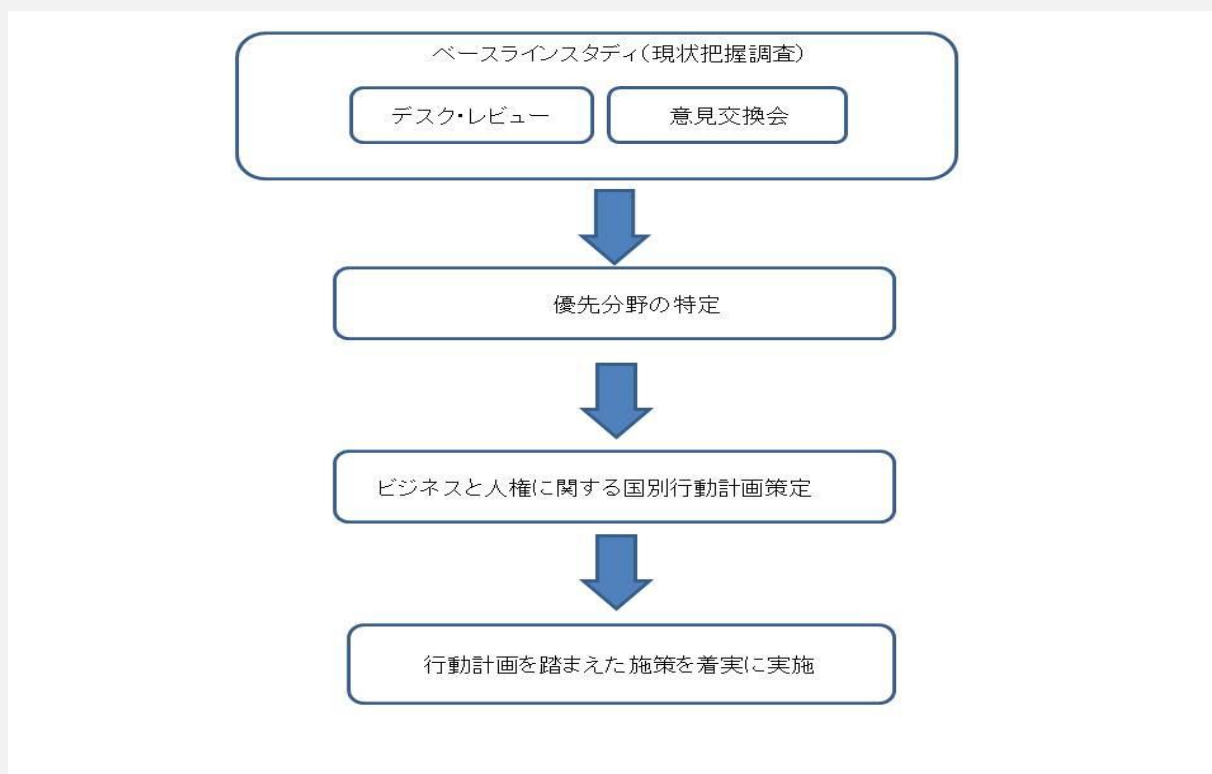 ベースラインスタディ(現状把握調査)
デスク・レビュー
意見交換会
優先分野の特定
ビジネスと人権に関する国別行動計画策定
行動計画を踏まえた施策を着実に実施